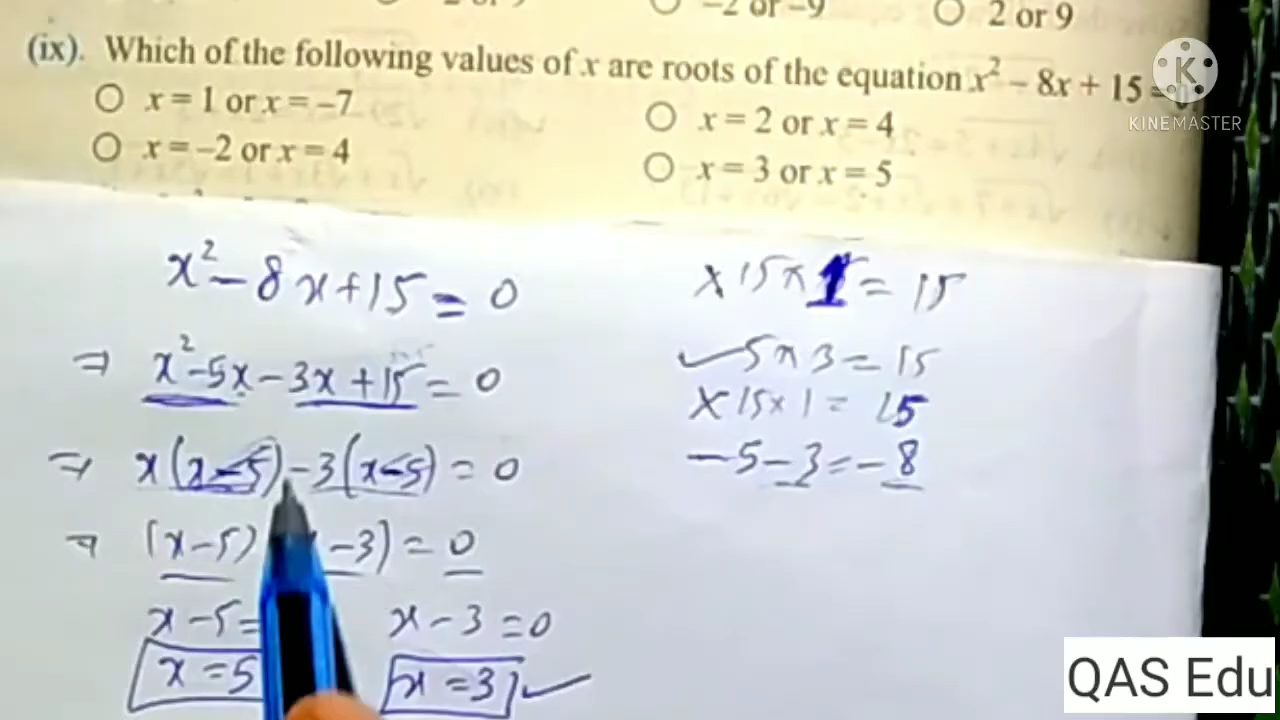 −2 or −9
2 or 9
(ix). Which of the following values of x are roots of the equation x² − 8x + 15 =
x = 1 or x = −7
x = 2 or x = 4
x = −2 or x = 4
x = 3 or x = 5
K
KINEMASTER
x² − 8x + 15 = 0
⇒ x² − 5x − 3x + 15 = 0
⇒ x(x − 5) − 3(x − 5) = 0
⇒ (x − 5) − 3) = 0
x − 5 =
x − 3 = 0
x = 5
x = 3 ✓
× 15 × 1 = 15
✓ 5 × 3 = 15
× 15 × 1 = 15
− 5 − 3 = − 8
QAS Edu